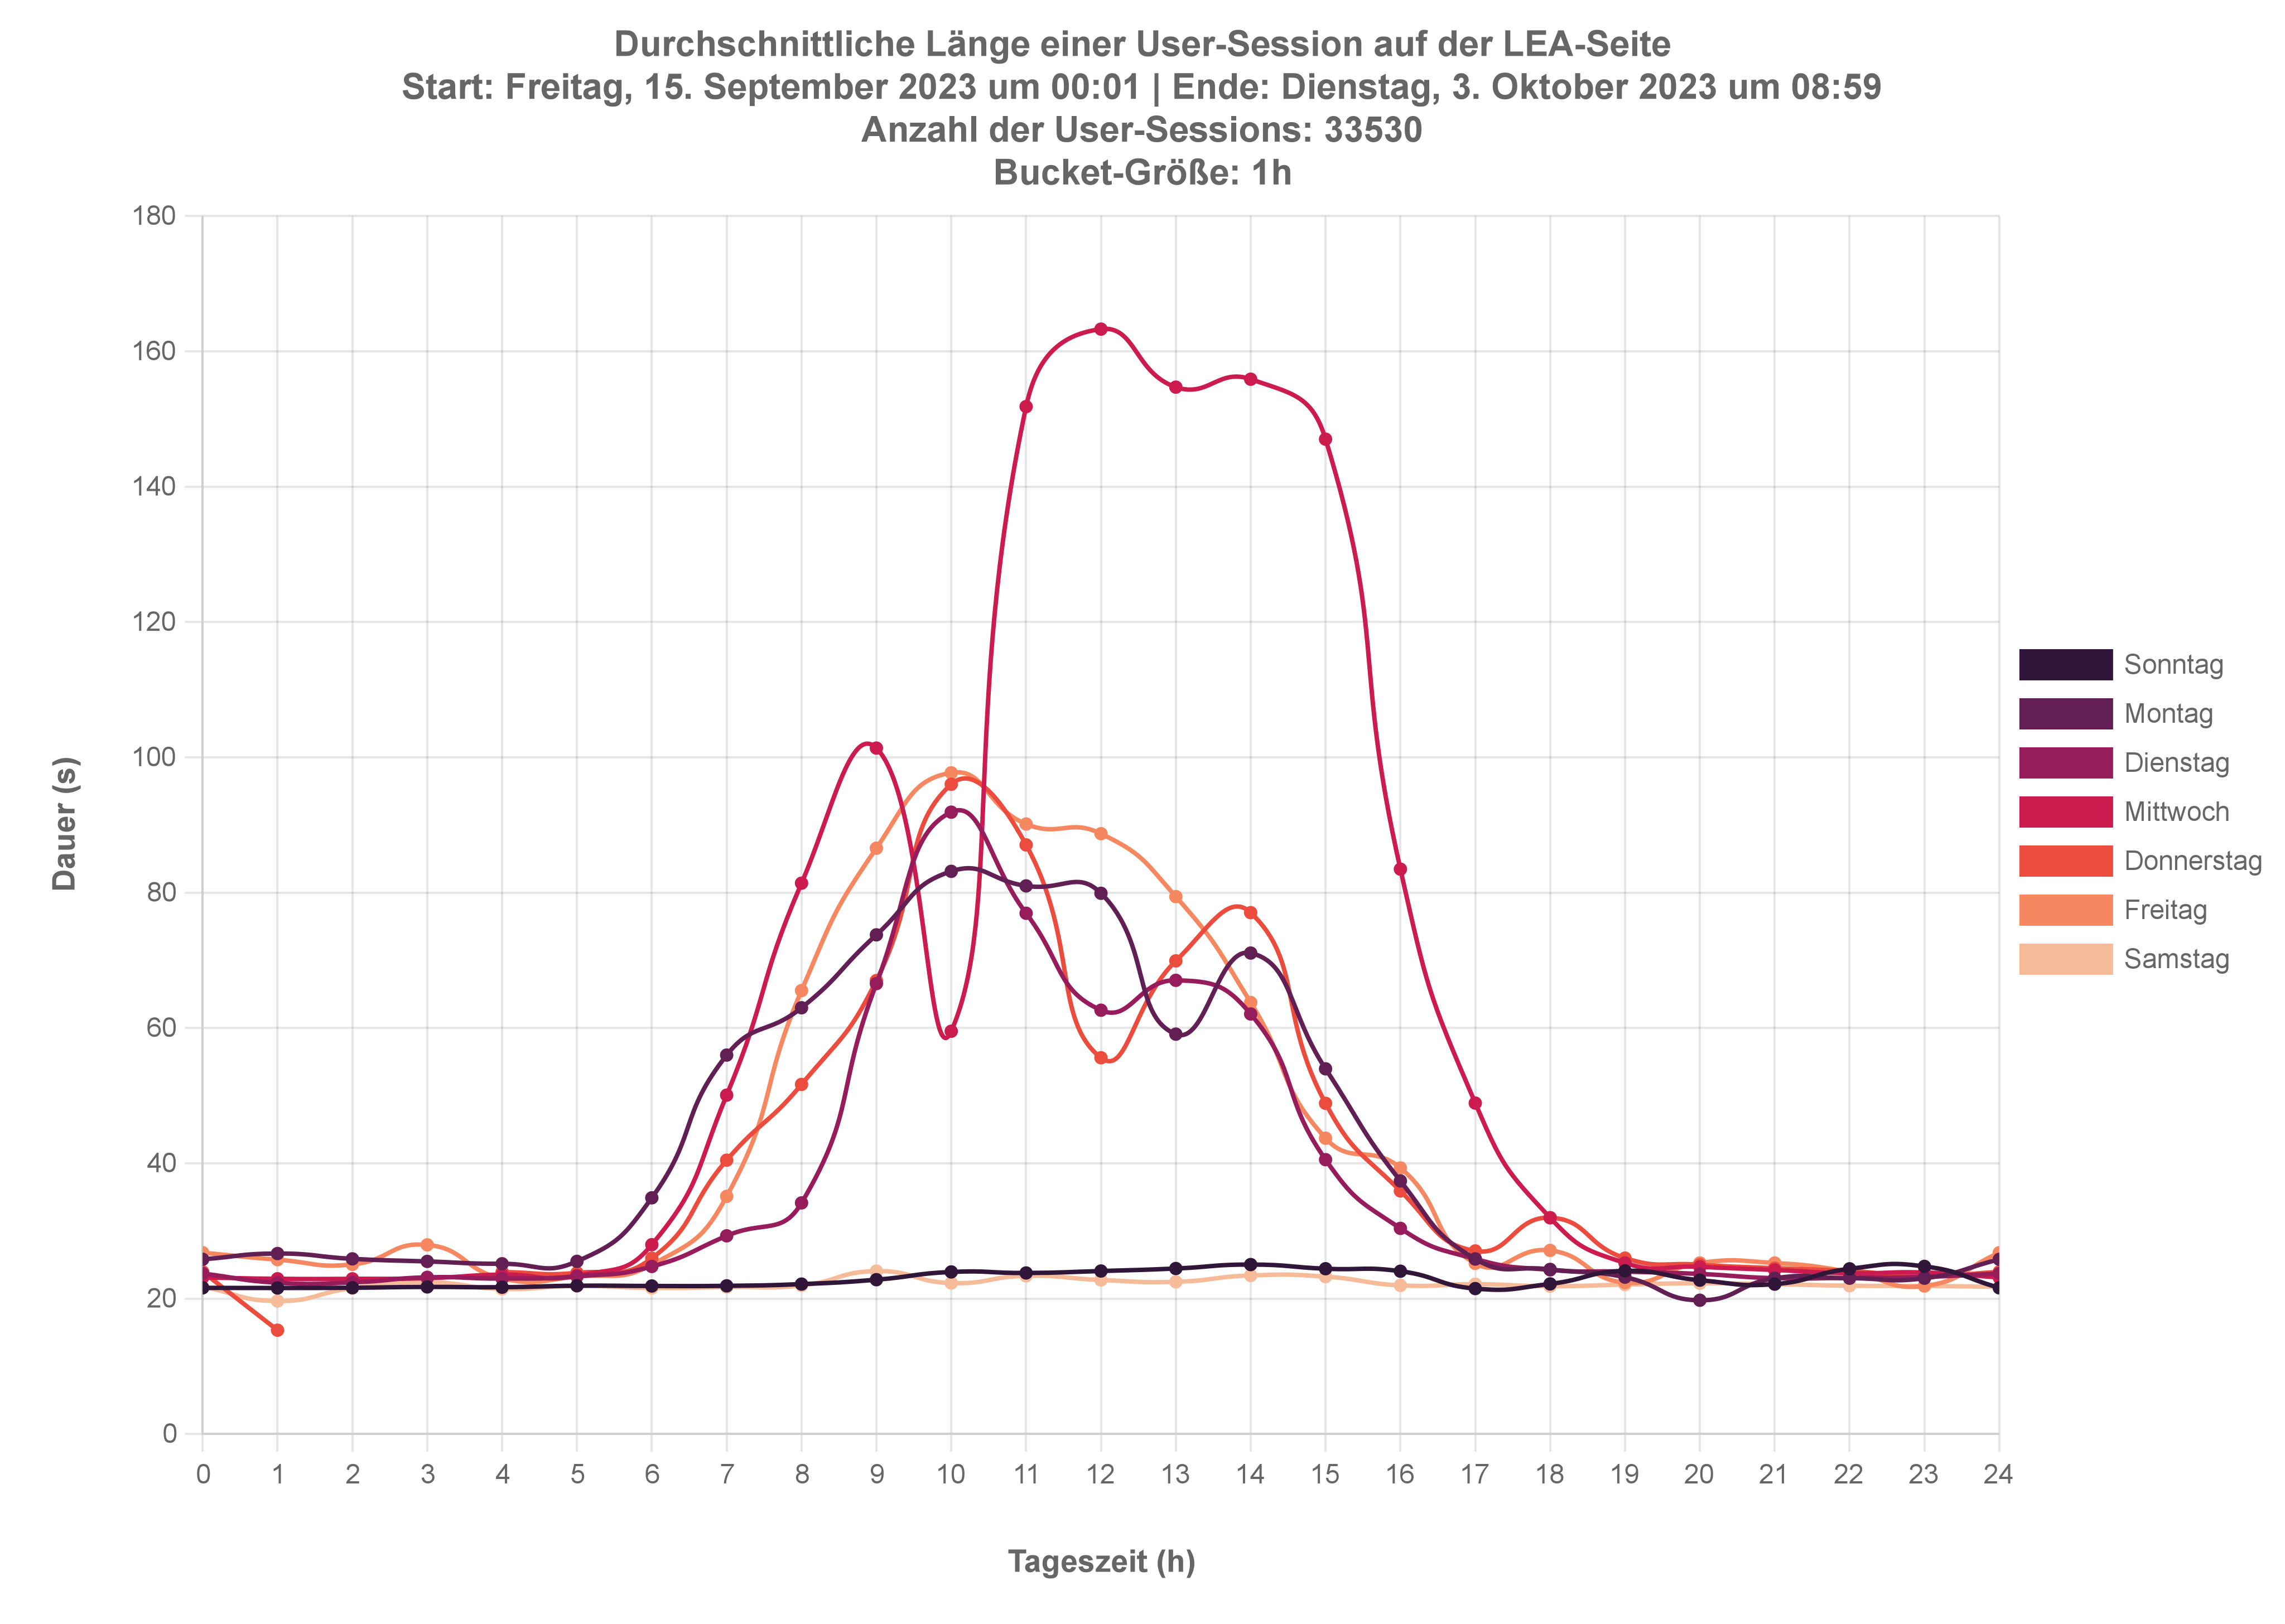 Durchschnittliche Länge einer User-Session auf der LEA-Seite
Start: Freitag, 15. September 2023 um 00:01 | Ende: Dienstag, 3. Oktober 2023 um 08:59
Anzahl der User-Sessions: 33530
Bucket-Größe: 1h
180
160
140
120
100
80
60
40
20
0
Dauer (s)
0 1 2 3 4 5 6 7 8 9 10 11 12 13 14 15 16 17 18 19 20 21 22 23 24
Tageszeit (h)
Sonntag
Montag
Dienstag
Mittwoch
Donnerstag
Freitag
Samstag